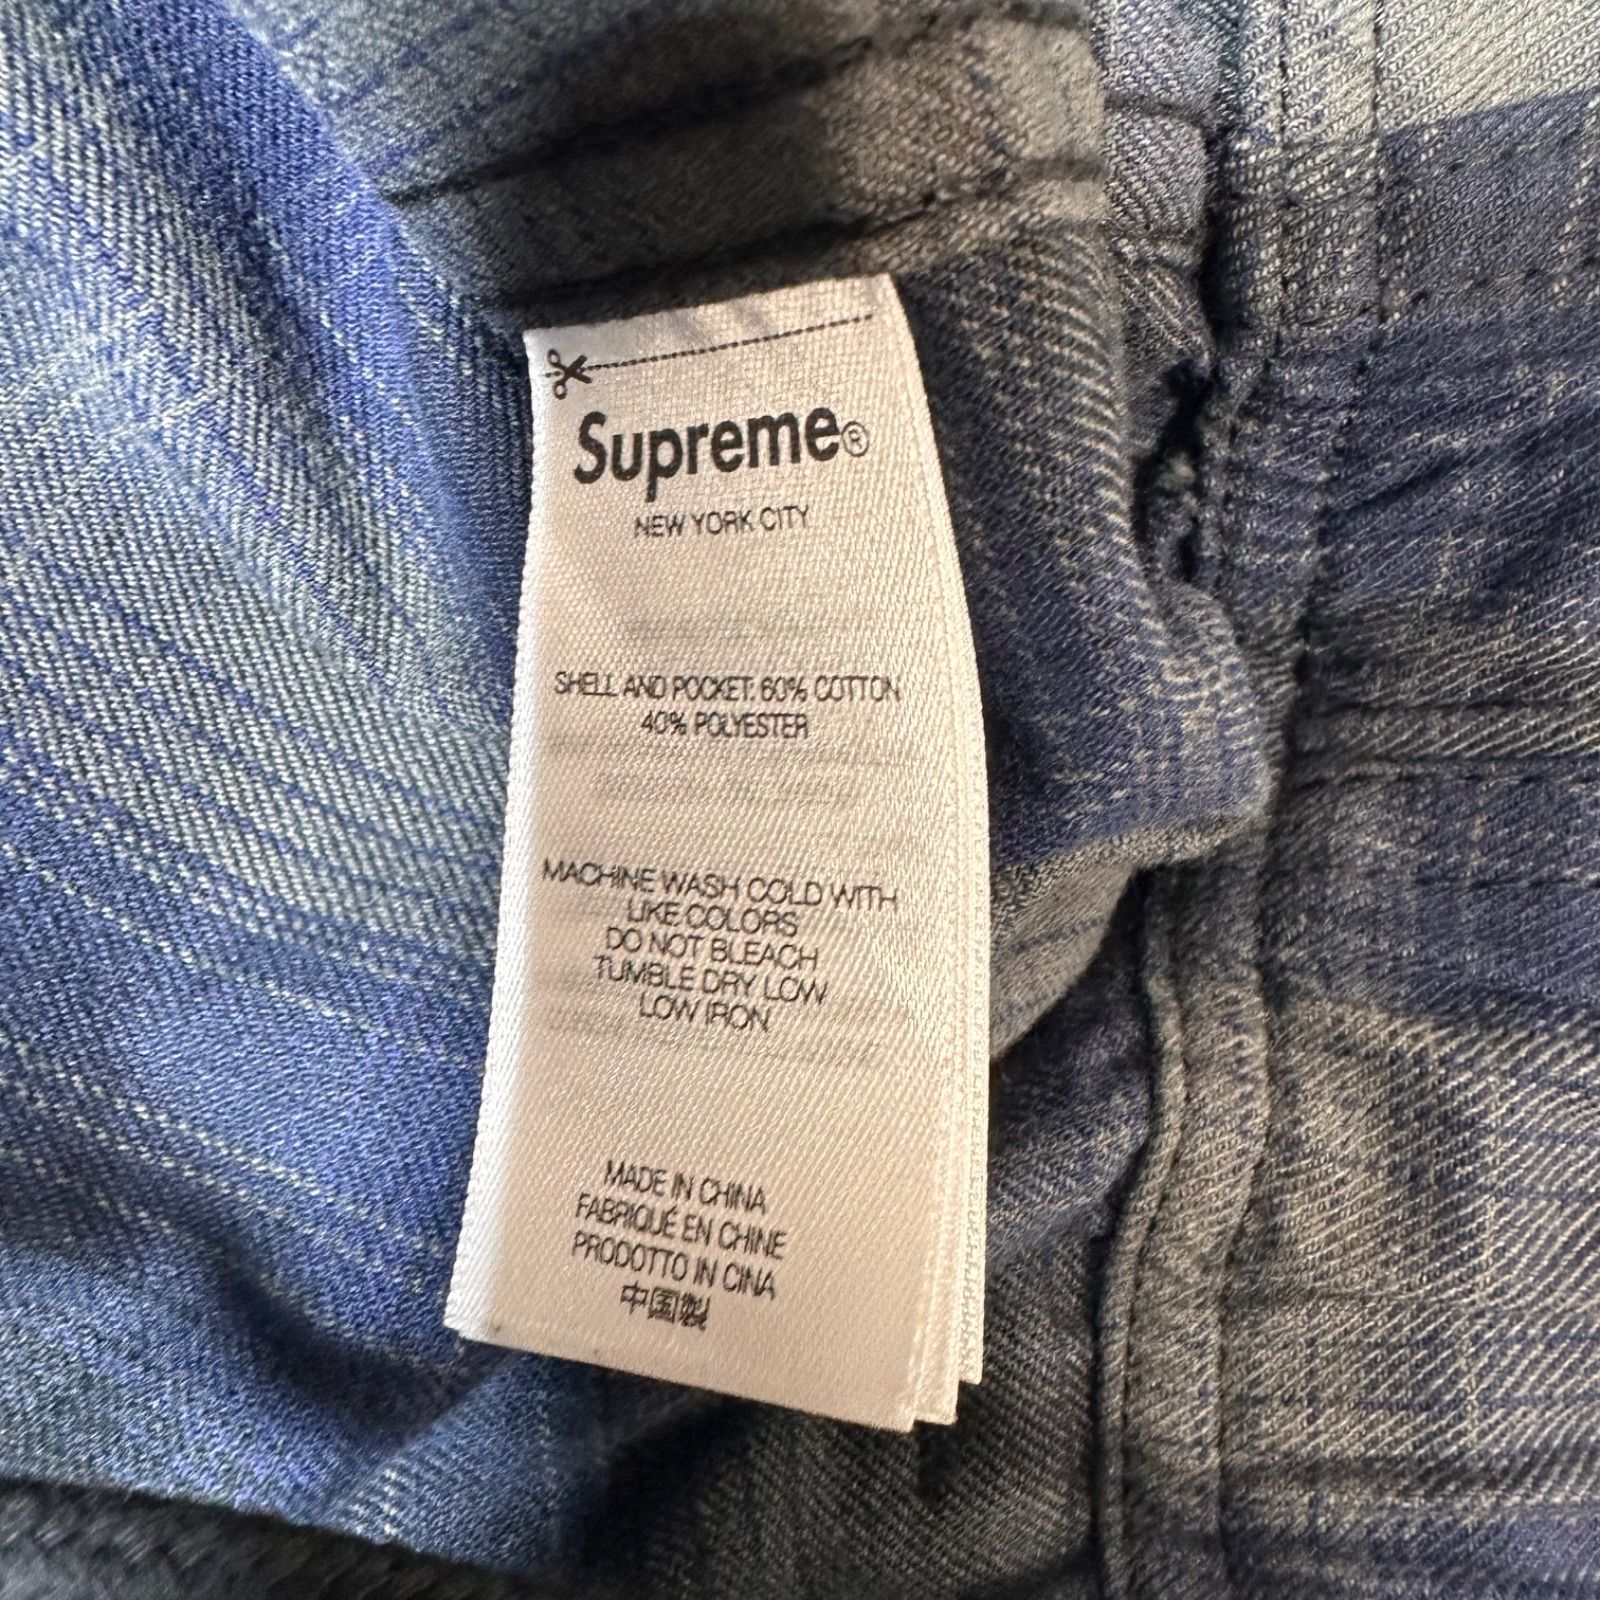 Supreme®
NEW YORK CITY
SHELL AND POCKET: 60% COTTON
40% POLYESTER
MACHINE WASH COLD WITH
LIKE COLORS
DO NOT BLEACH
TUMBLE DRY LOW
LOW IRON
MADE IN CHINA
FABRIQUÉ EN CHINE
PRODOTTO IN CINA
中国製